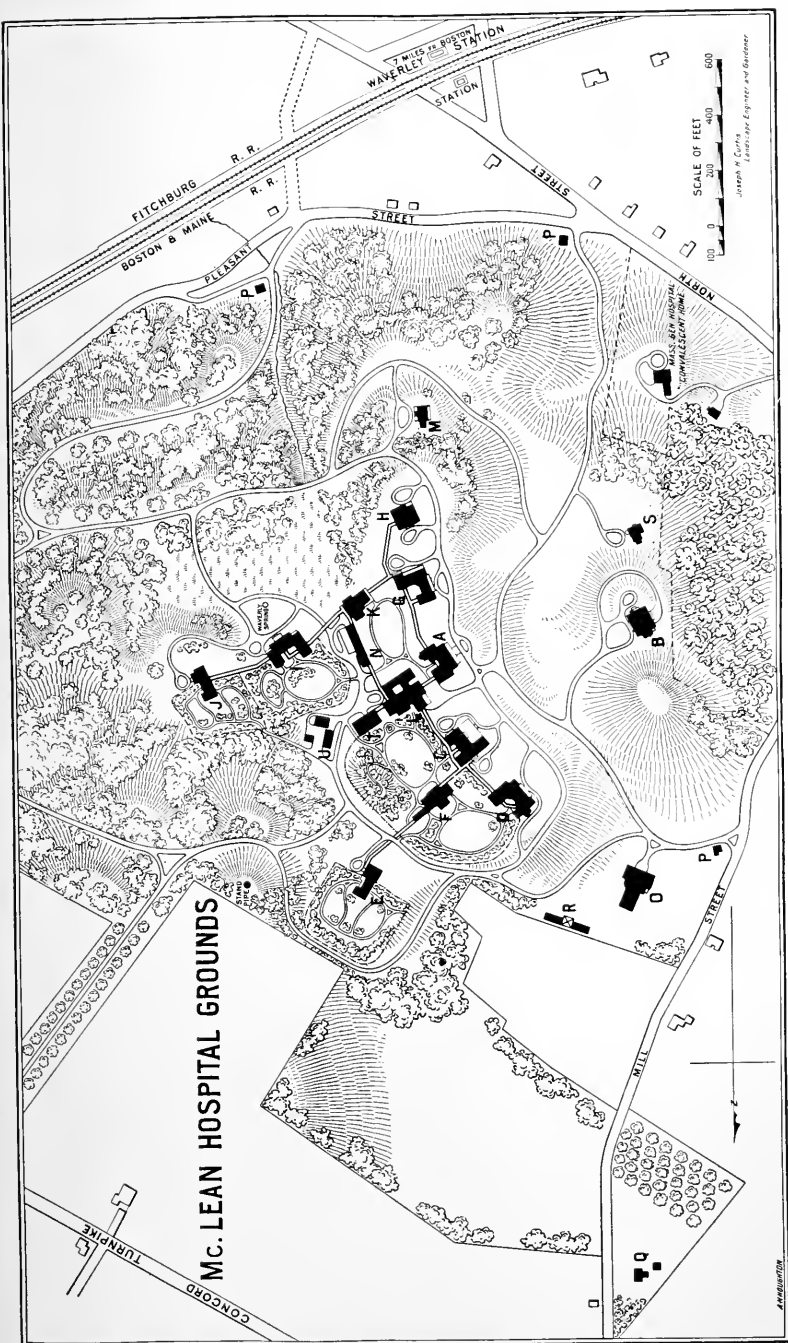 Mc. LEAN HOSPITAL GROUNDS
CONCORD
TURNPIKE
FITCHBURG R. R.
BOSTON & MAINE R. R.
7 MILES TO BOSTON
WAVERLEY STATION
STATION
PLEASANT
STREET
NORTH
STREET
MILL
STREET
MASS. GEN HOSPITAL
CONVALESCENT HOME
WAVERLY
SPRING
STAND
PIPE
P
P
P
M
H
G
K
N
A
J
U
L
F
E
S
B
R
O
Q
z
SCALE OF FEET
100 0 200 400 600
Joseph H Curtis
Landscape Engineer and Gardener
A.W.HOUGHTON